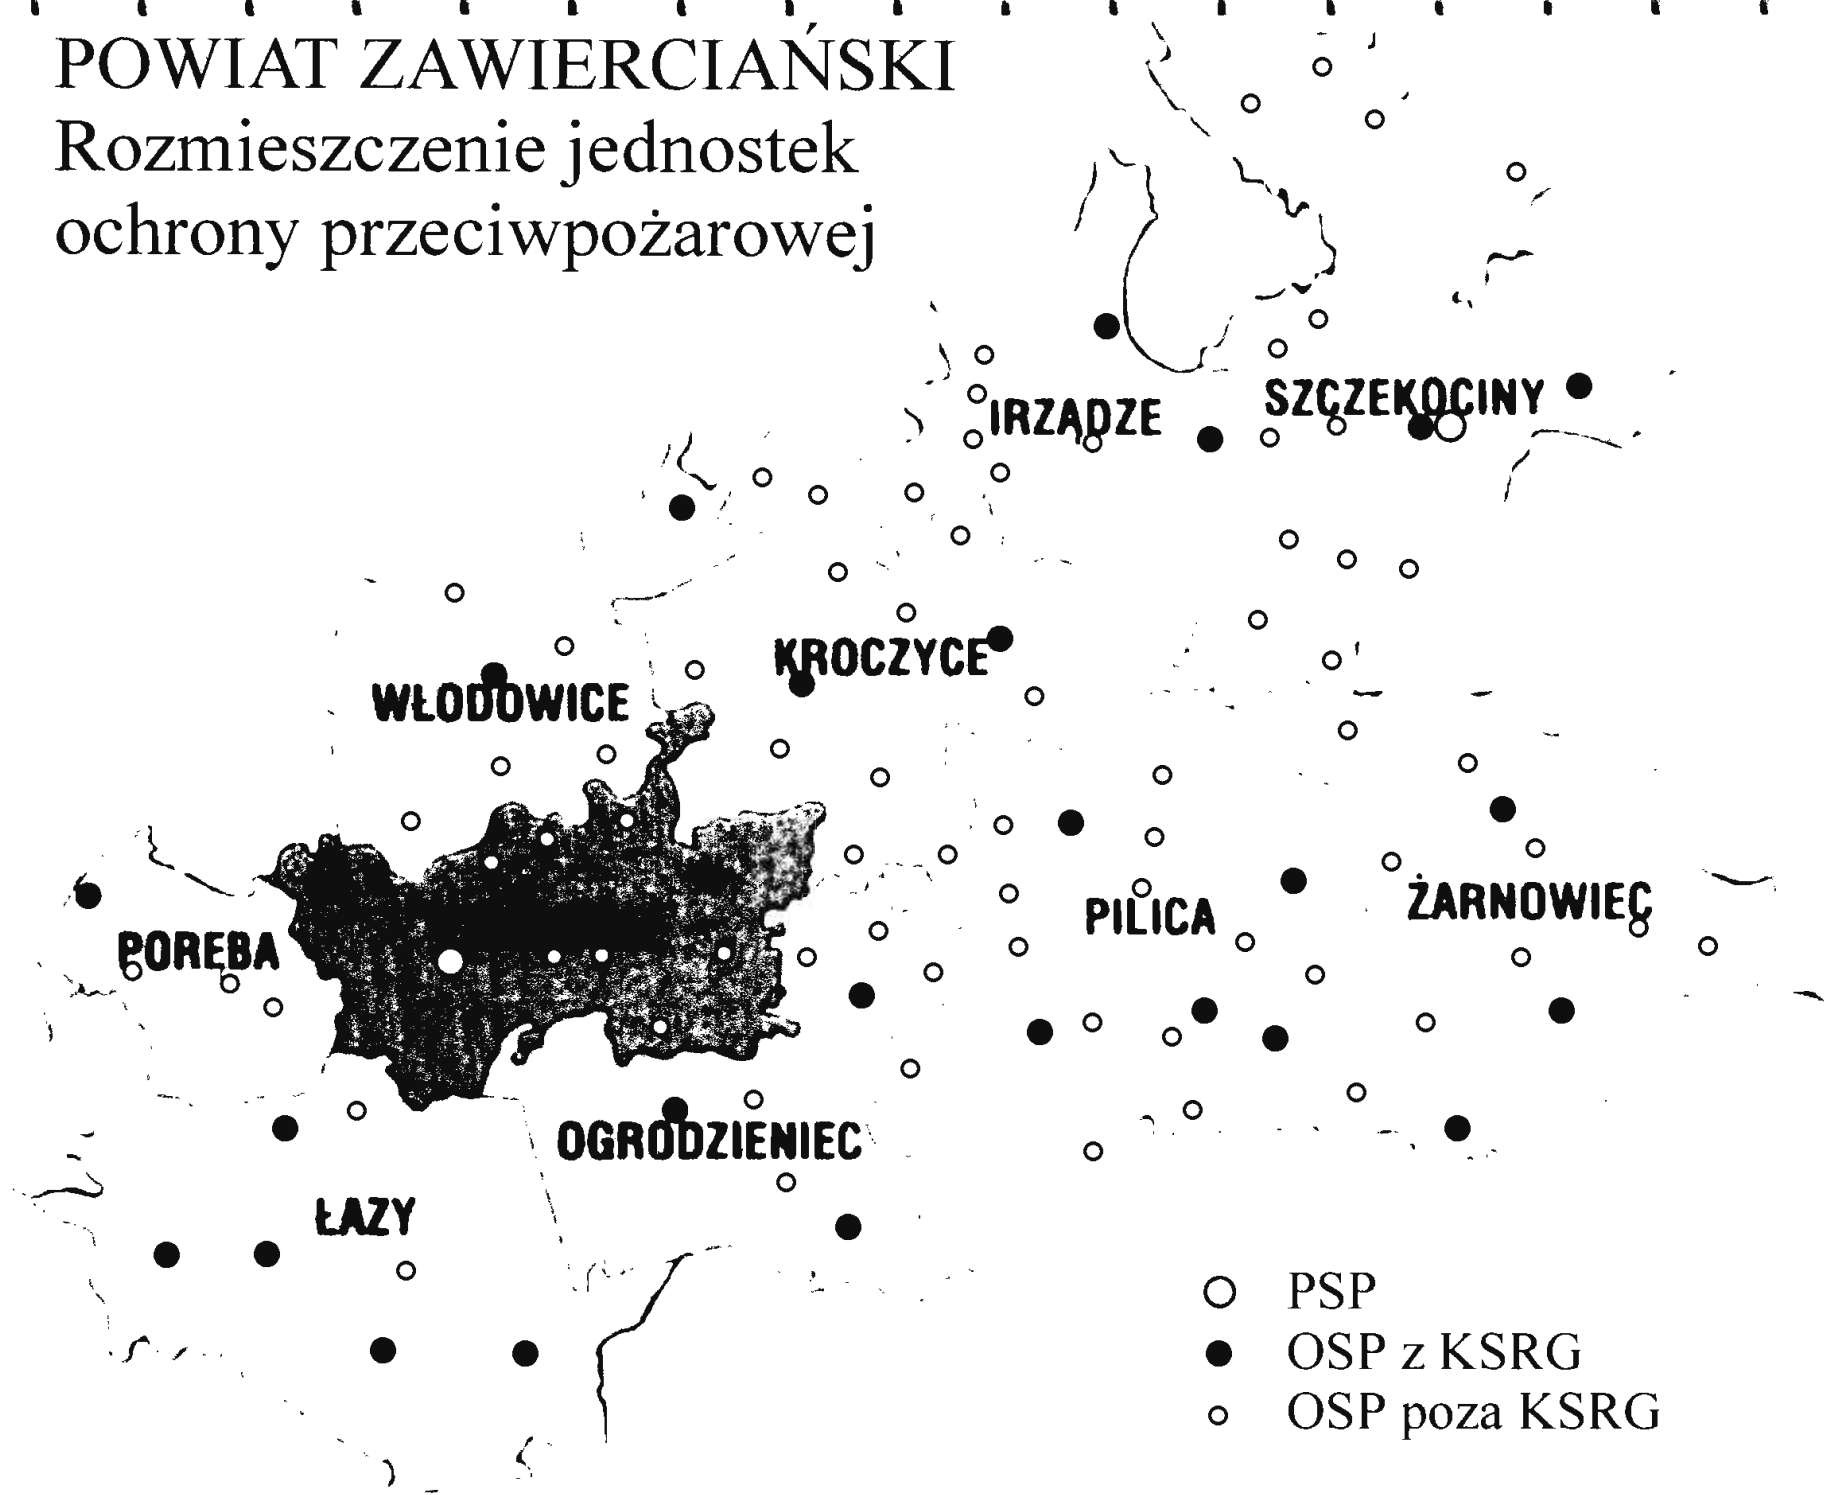 POWIAT ZAWIERCIAŃSKI
Rozmieszczenie jednostek
ochrony przeciwpożarowej
IRZĄDZE
SZCZEKOCINY
KROCZYCE
WŁODOWICE
PILICA
ŻARNOWIEC
PORĘBA
OGRODZIENIEC
ŁAZY
PSP
OSP z KSRG
OSP poza KSRG